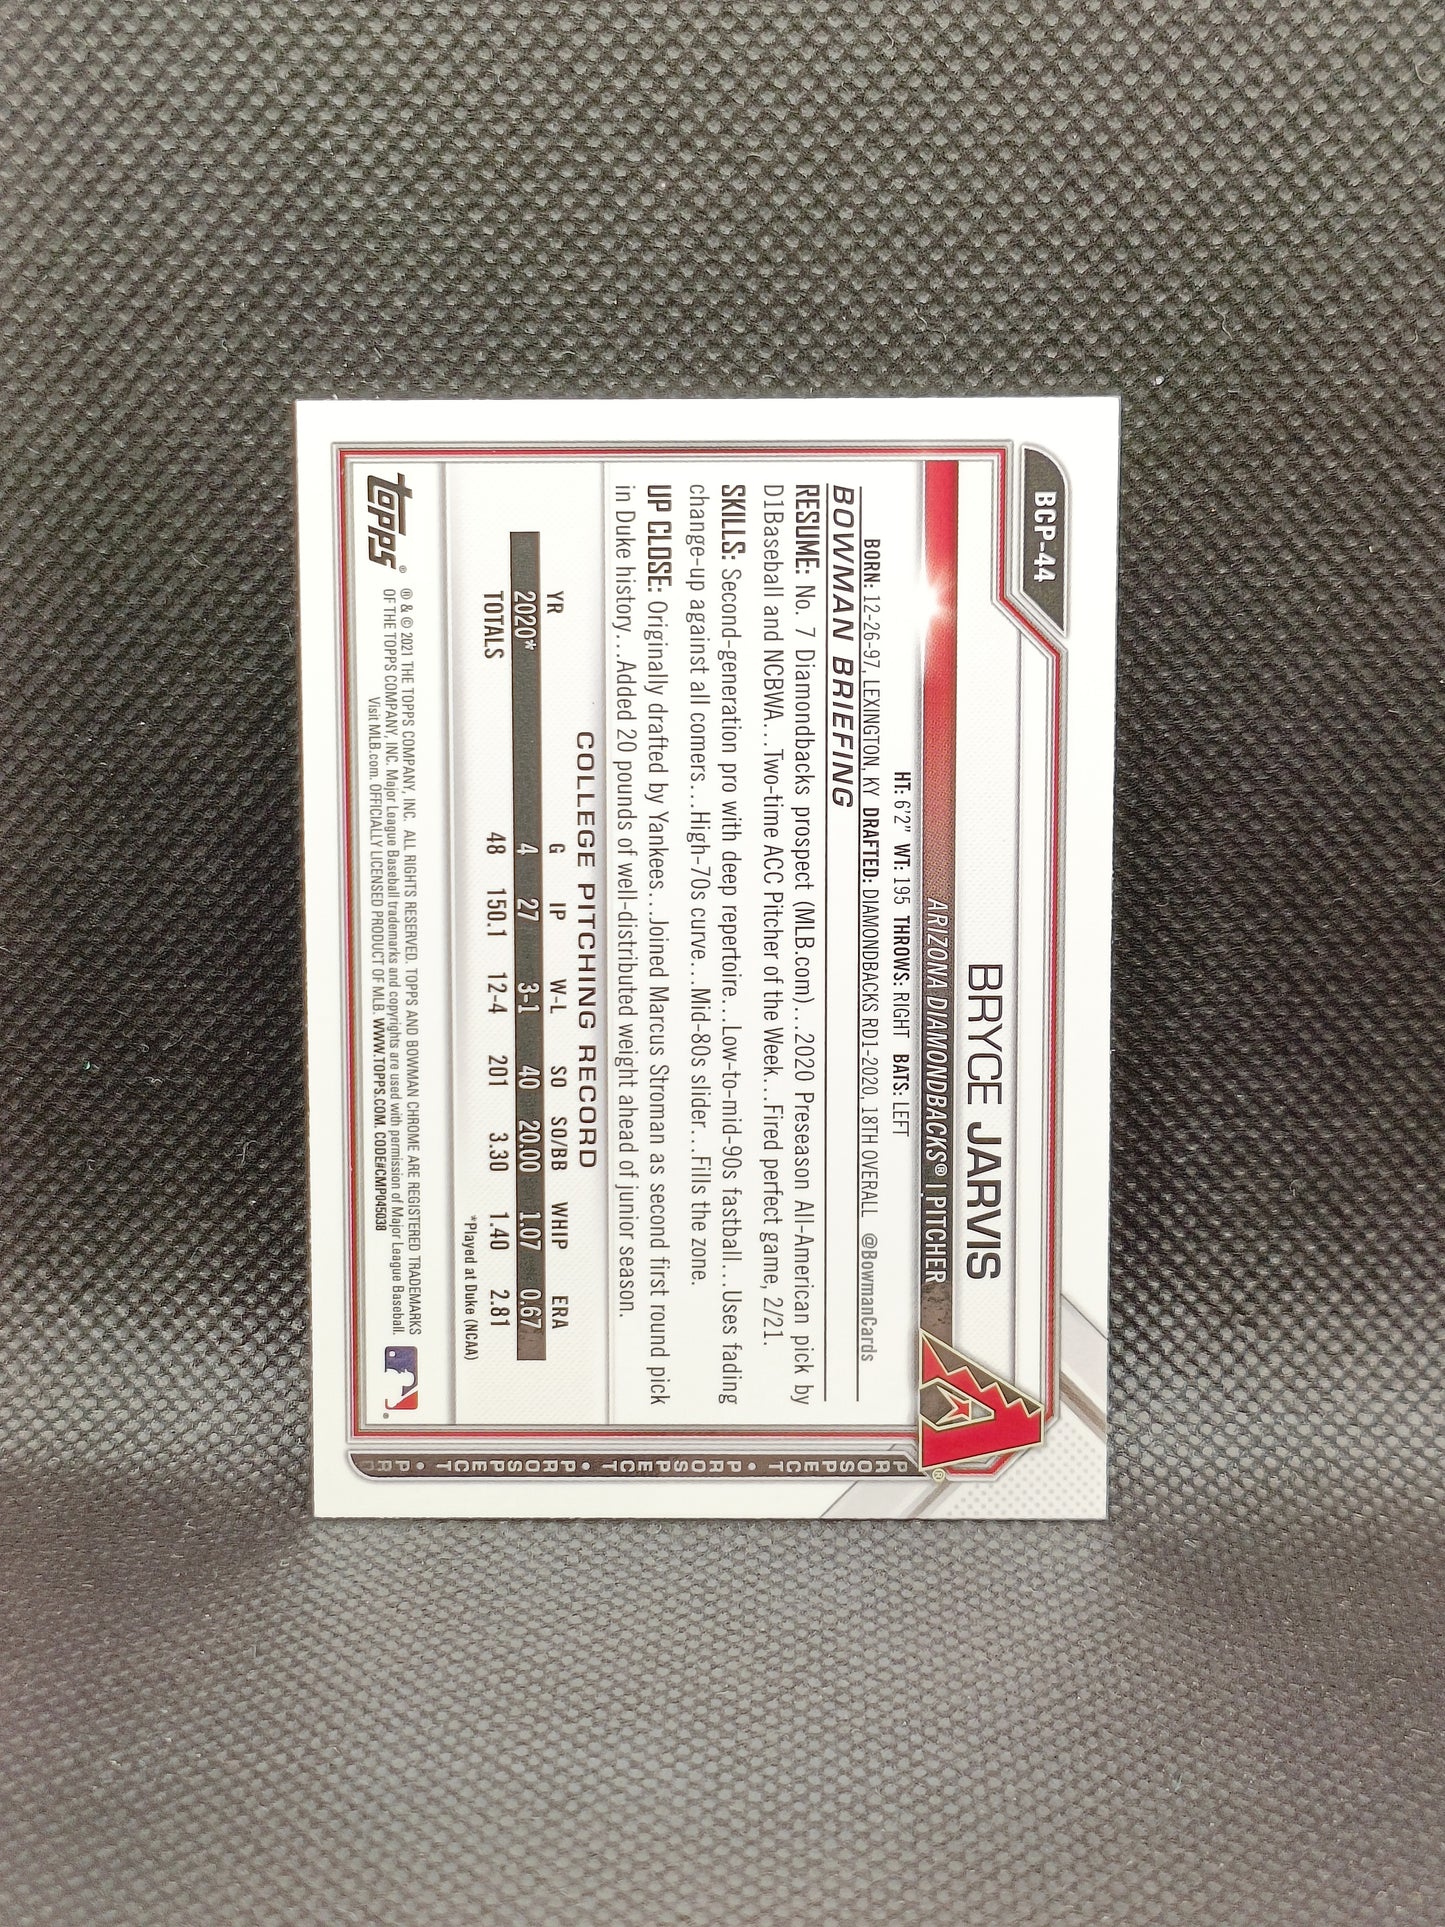 BCP-44
BRYCE JARVIS
ARIZONA DIAMONDBACKS® | PITCHER
HT: 6'2" WT: 195 THROWS: RIGHT BATS: LEFT
BORN: 12-26-97, LEXINGTON, KY DRAFTED: DIAMONDBACKS RD1-2020, 18TH OVERALL @BowmanCards
BOWMAN BRIEFING
RESUME: No. 7 Diamondbacks prospect (MLB.com)...2020 Preseason All-American pick by
D1Baseball and NCBWA...Two-time ACC Pitcher of the Week...Fired perfect game, 2/21.
SKILLS: Second-generation pro with deep repertoire...Low-to-mid-90s fastball...Uses fading
change-up against all comers...High-70s curve...Mid-80s slider...Fills the zone.
UP CLOSE: Originally drafted by Yankees...Joined Marcus Stroman as second first round pick
in Duke history...Added 20 pounds of well-distributed weight ahead of junior season.
COLLEGE PITCHING RECORD
YR G IP W-L SO SO/BB WHIP ERA
2020* 4 27 3-1 40 20.00 1.07 0.67
TOTALS 48 150.1 12-4 201 3.30 1.40 2.81
*Played at Duke (NCAA)
topps®
® & © 2021 THE TOPPS COMPANY, INC. ALL RIGHTS RESERVED. TOPPS AND BOWMAN CHROME ARE REGISTERED TRADEMARKS
OF THE TOPPS COMPANY, INC. Major League Baseball trademarks and copyrights are used with permission of Major League Baseball.
Visit MLB.com. OFFICIALLY LICENSED PRODUCT OF MLB. WWW.TOPPS.COM. CODE#CMP045038
PROSPECT • PROSPECT • PROSPECT • PR